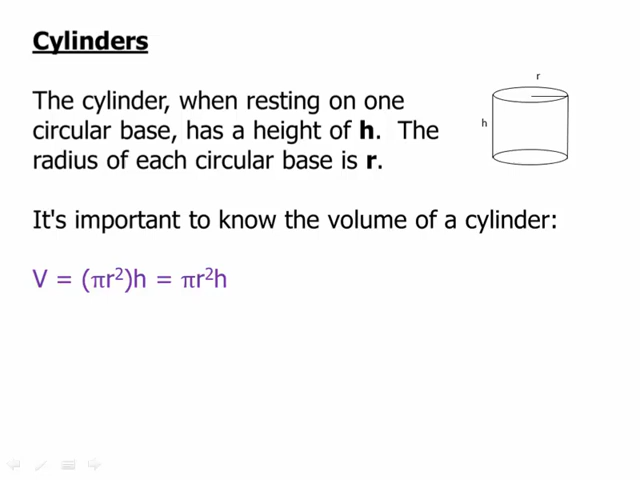 Cylinders
r
The cylinder, when resting on one
circular base, has a height of h.  The
h
radius of each circular base is r.
It's important to know the volume of a cylinder:
V = (πr²)h = πr²h